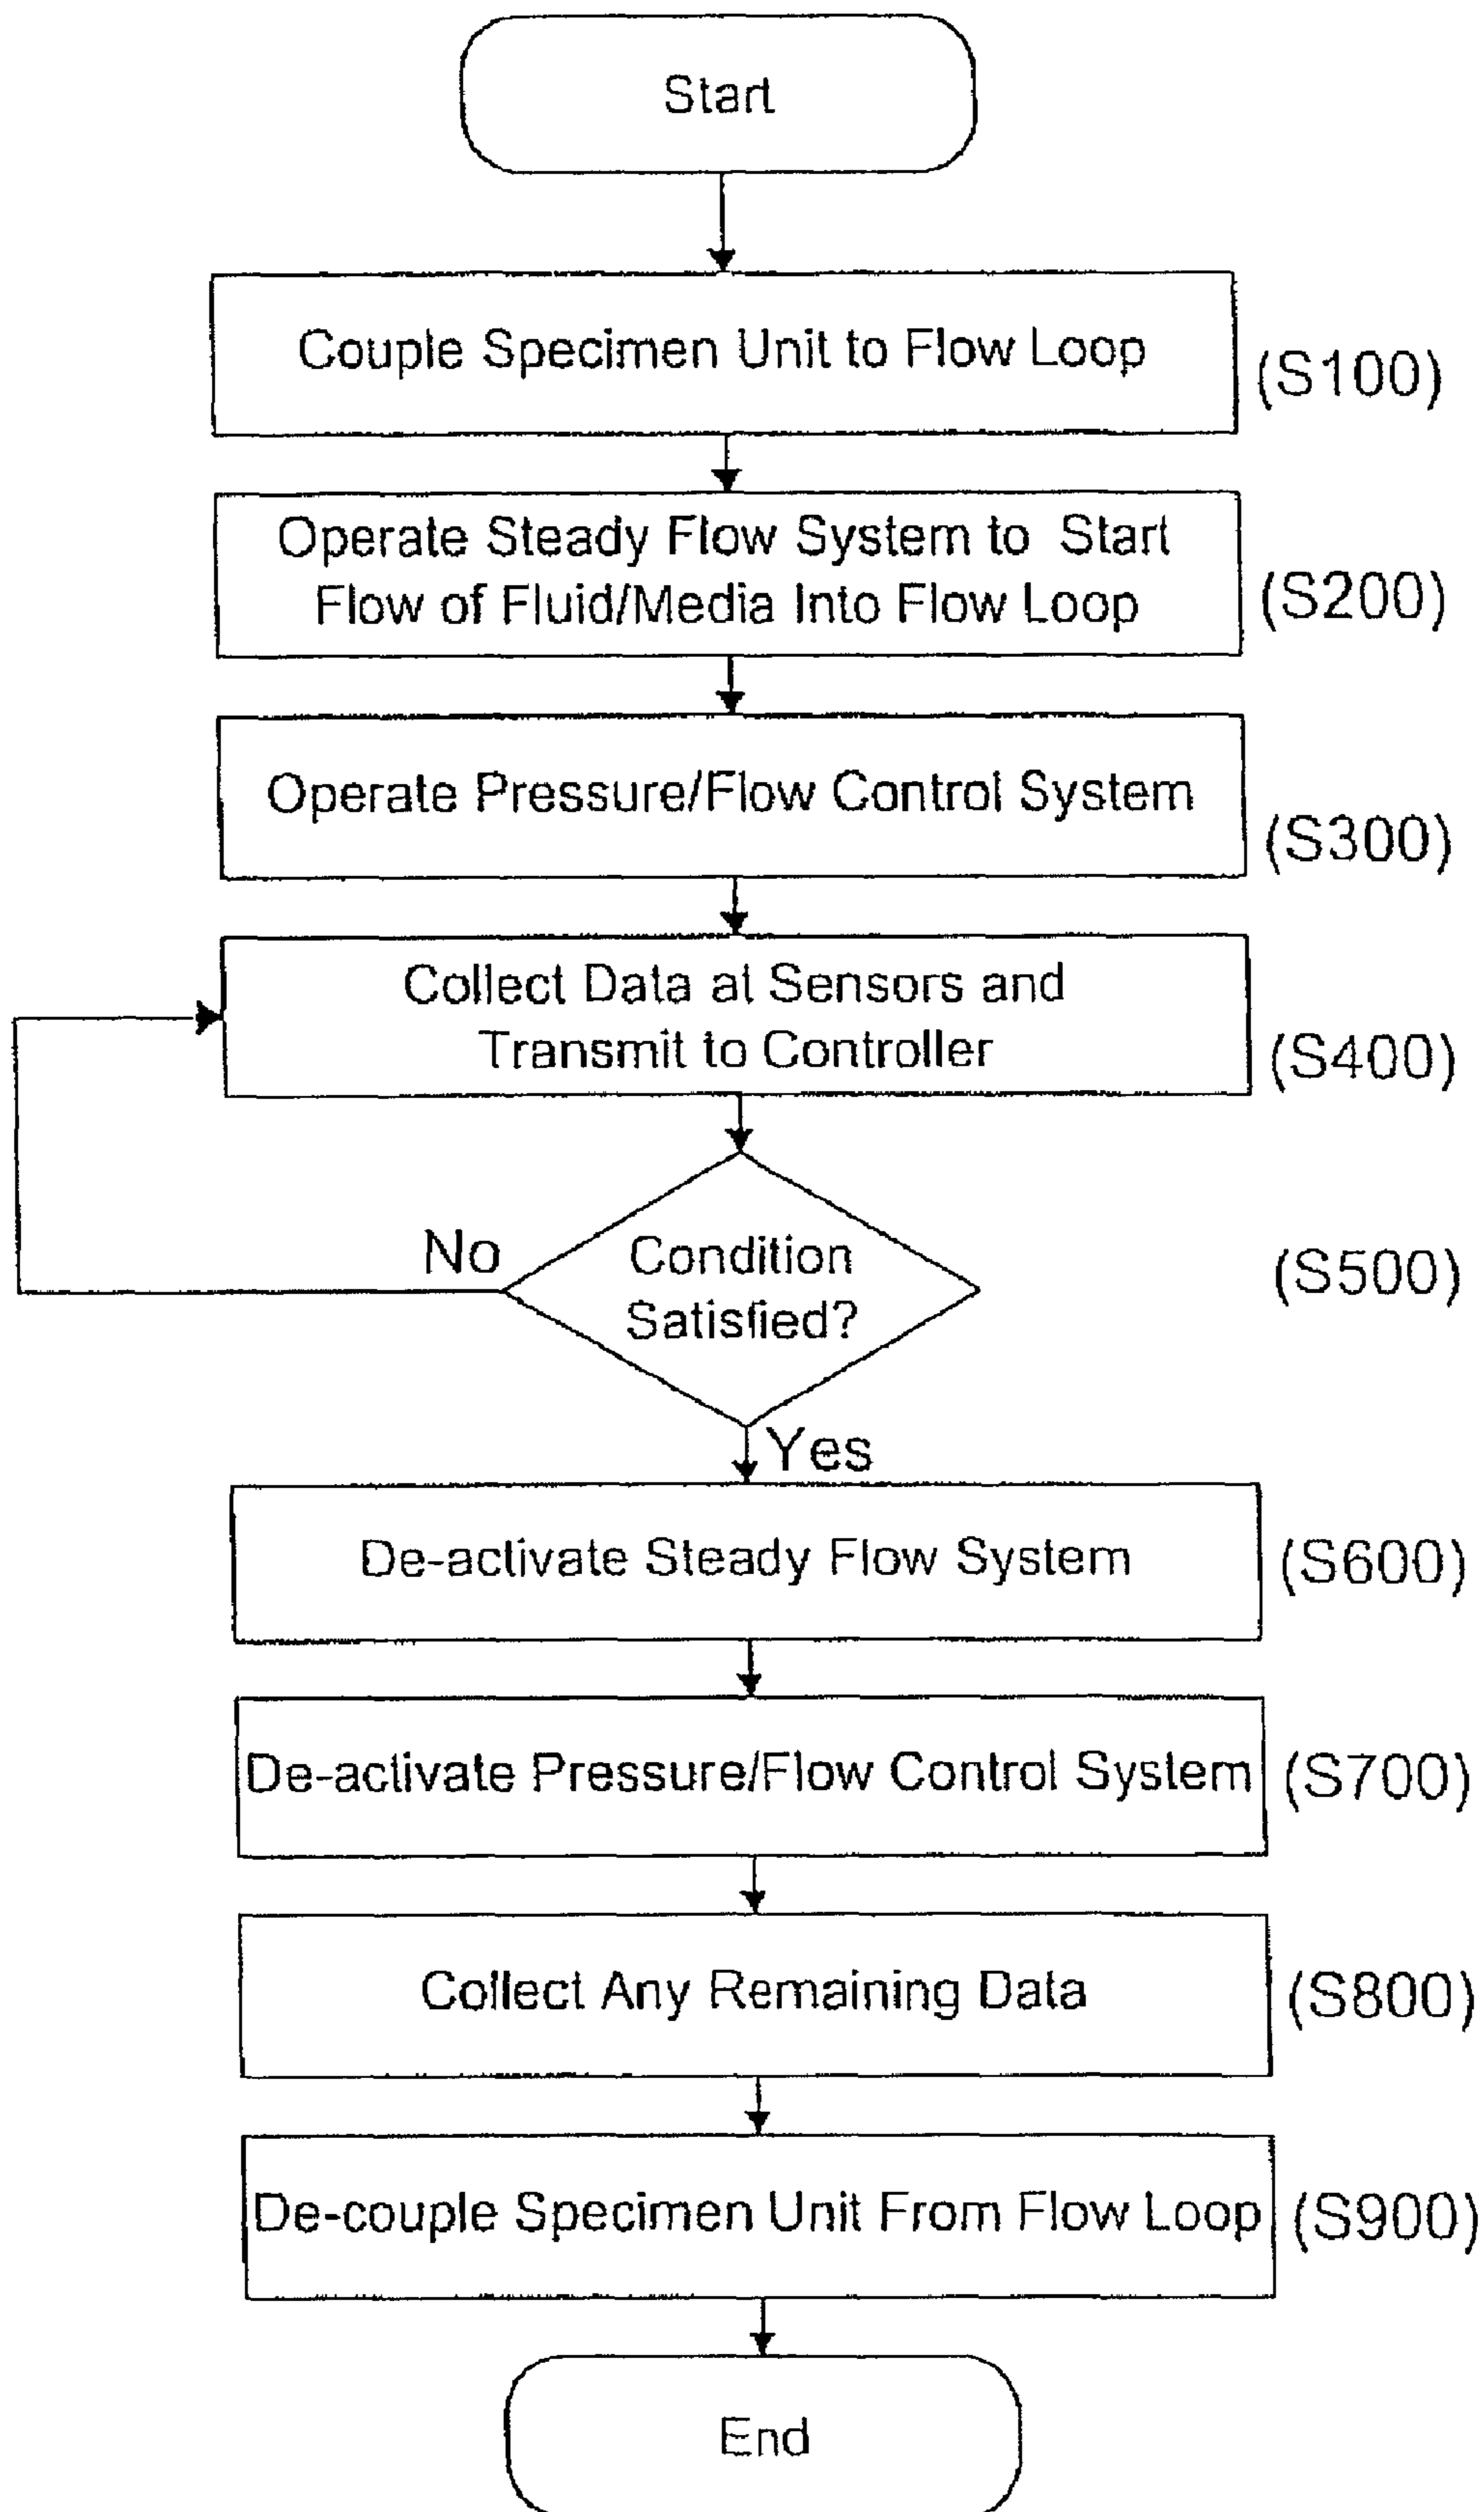 Start
Couple Specimen Unit to Flow Loop
(S100)
Operate Steady Flow System to Start
Flow of Fluid/Media Into Flow Loop
(S200)
Operate Pressure/Flow Control System
(S300)
Collect Data at Sensors and
Transmit to Controller
(S400)
No
Condition
Satisfied?
(S500)
Yes
De-activate Steady Flow System
(S600)
De-activate Pressure/Flow Control System
(S700)
Collect Any Remaining Data
(S800)
De-couple Specimen Unit From Flow Loop
(S900)
End